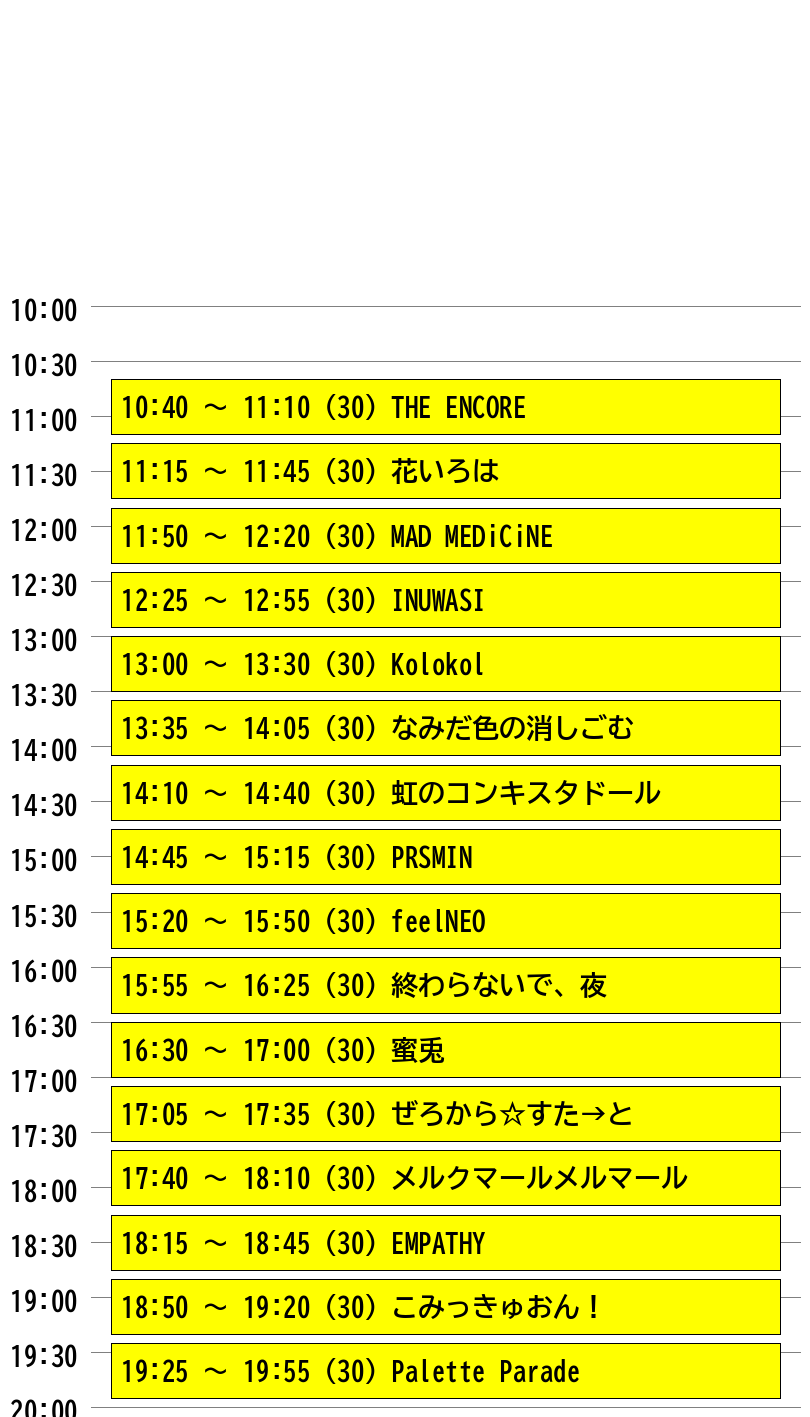 10:00
10:30
10:40 ～ 11:10 (30) THE ENCORE
11:00
11:15 ～ 11:45 (30) 花いろは
11:30
11:50 ～ 12:20 (30) MAD MEDiCiNE
12:00
12:25 ～ 12:55 (30) INUWASI
12:30
13:00
13:00 ～ 13:30 (30) Kolokol
13:30
13:35 ～ 14:05 (30) なみだ色の消しごむ
14:00
14:10 ～ 14:40 (30) 虹のコンキスタドール
14:30
14:45 ～ 15:15 (30) PRSMIN
15:00
15:20 ～ 15:50 (30) feelNEO
15:30
15:55 ～ 16:25 (30) 終わらないで、夜
16:00
16:30
16:30 ～ 17:00 (30) 蜜兎
17:00
17:05 ～ 17:35 (30) ぜろから☆すた→と
17:30
17:40 ～ 18:10 (30) メルクマールメルマール
18:00
18:15 ～ 18:45 (30) EMPATHY
18:30
18:50 ～ 19:20 (30) こみっきゅおん！
19:00
19:25 ～ 19:55 (30) Palette Parade
19:30
20:00